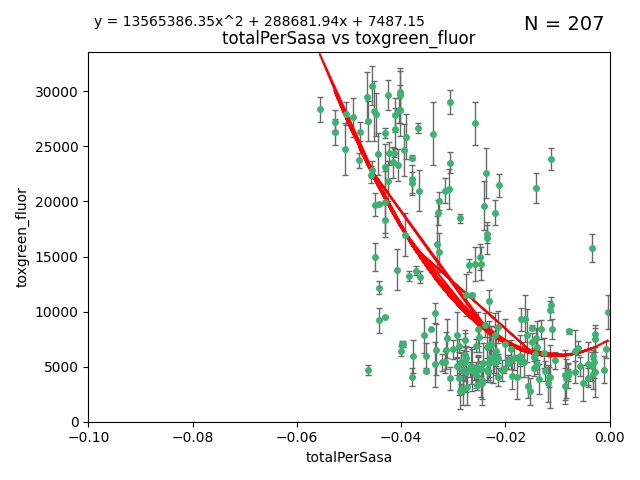 y = 13565386.35x^2 + 288681.94x + 7487.15
N = 207
totalPerSasa vs toxgreen_fluor
30000
25000
20000
15000
10000
5000
0
toxgreen_fluor
−0.10 −0.08 −0.06 −0.04 −0.02 0.00
totalPerSasa